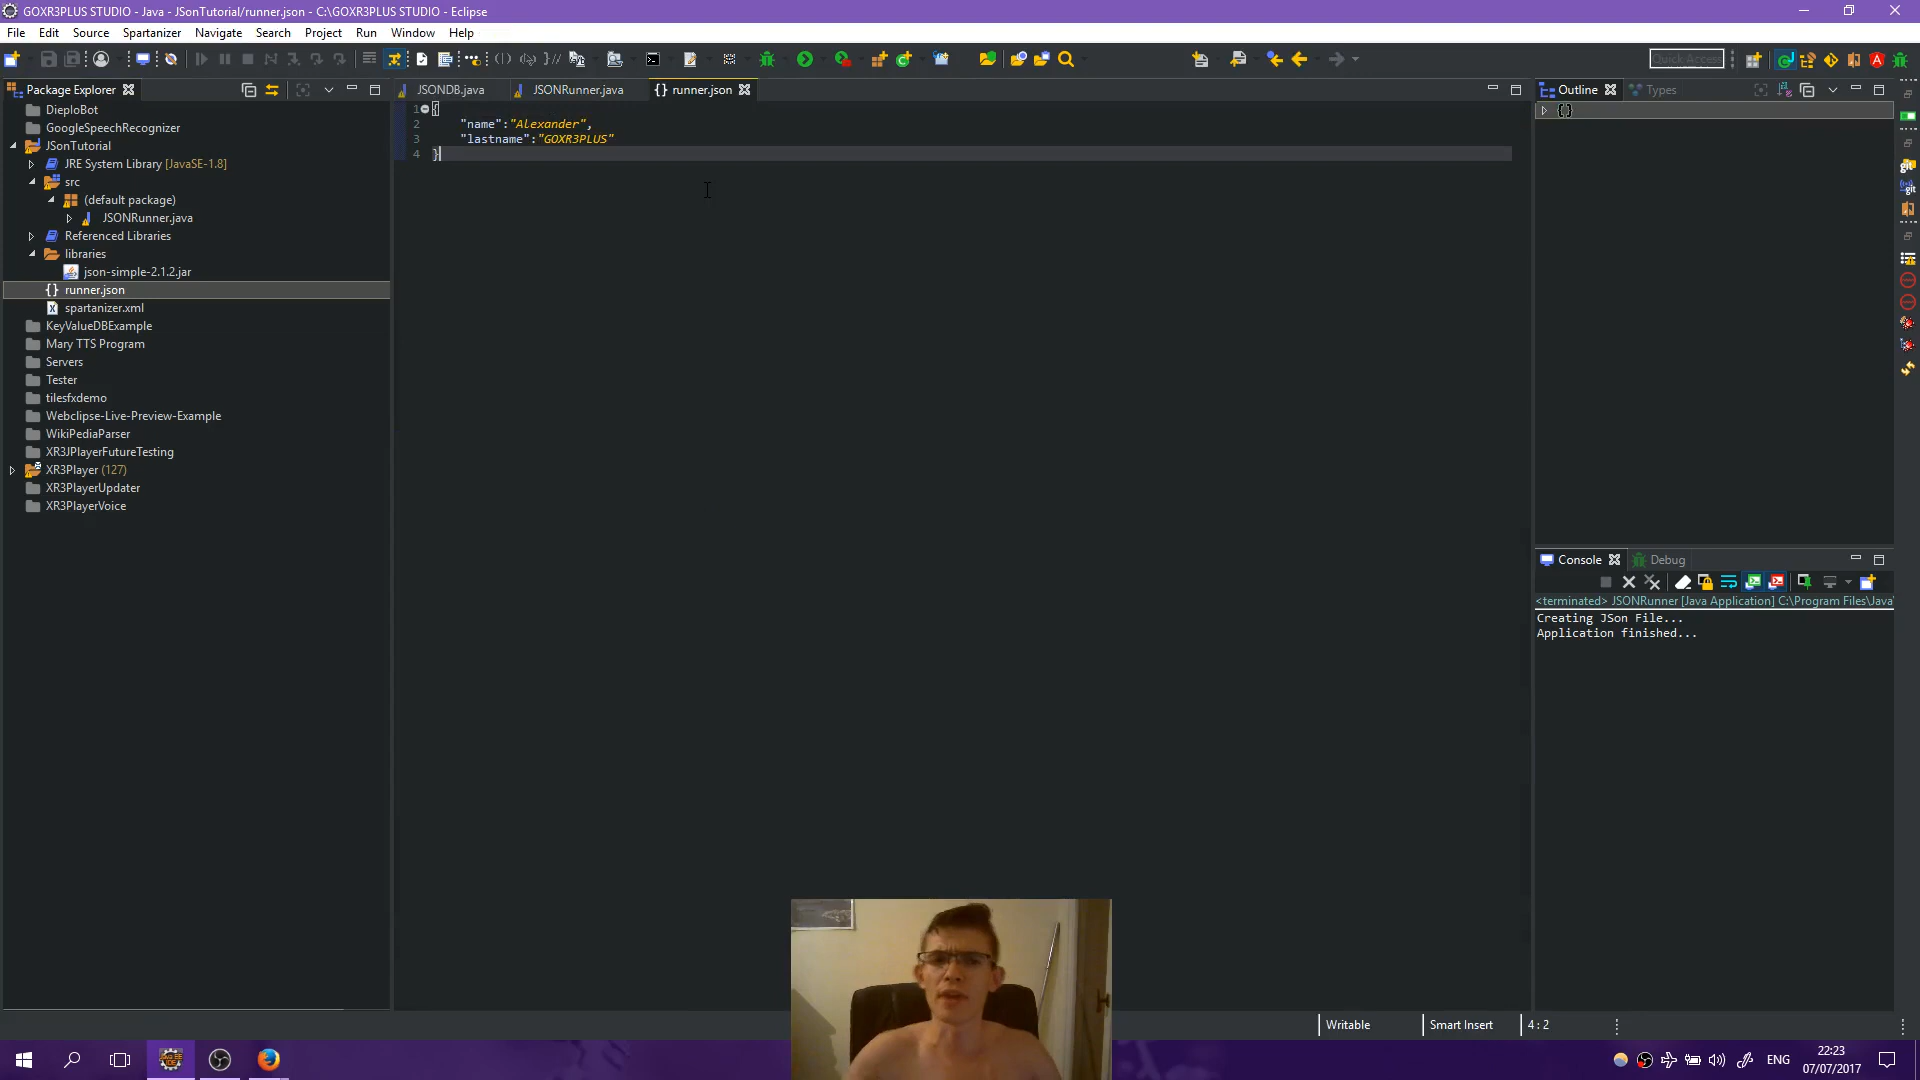 GOXR3PLUS STUDIO - Java - JSonTutorial/runner.json - C:\GOXR3PLUS STUDIO - Eclipse
File Edit Source Spartanizer Navigate Search Project Run Window Help
Quick Access
Package Explorer
JSONDB.java JSONRunner.java {} runner.json
Outline Types
DieploBot
GoogleSpeechRecognizer
JSonTutorial
JRE System Library [JavaSE-1.8]
src
(default package)
JSONRunner.java
Referenced Libraries
libraries
json-simple-2.1.2.jar
{} runner.json
spartanizer.xml
KeyValueDBExample
Mary TTS Program
Servers
Tester
tilesfxdemo
Webclipse-Live-Preview-Example
WikiPediaParser
XR3JPlayerFutureTesting
XR3Player (127)
XR3PlayerUpdater
XR3PlayerVoice
1 {
2 "name":"Alexander",
3 "lastname":"GOXR3PLUS"
4 }
{}
git
git
Console Debug
<terminated> JSONRunner [Java Application] C:\Program Files\Java\
Creating JSon File...
Application finished...
Writable Smart Insert 4 : 2
ENG
22:23
07/07/2017